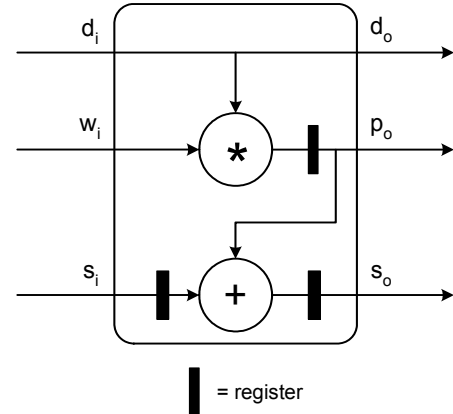 d_i d_o
w_i p_o
*
s_i s_o
+
= register